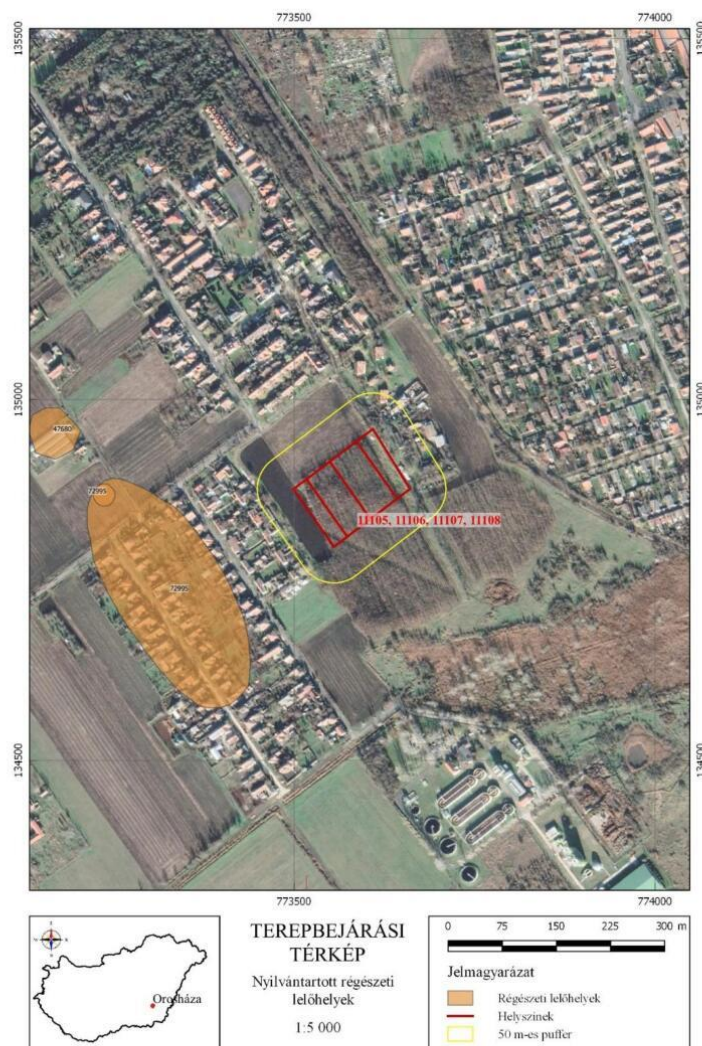 773500
774000
135500
135500
135000
135000
47680
72995
11105, 11106, 11107, 11108
72995
134500
134500
773500
774000
TEREPBEJÁRÁSI
TÉRKÉP
Nyilvántartott régészeti
lelőhelyek
1:5 000
Orosháza
0 75 150 225 300 m
Jelmagyarázat
Régészeti lelőhelyek
Helyszínek
50 m-es puffer